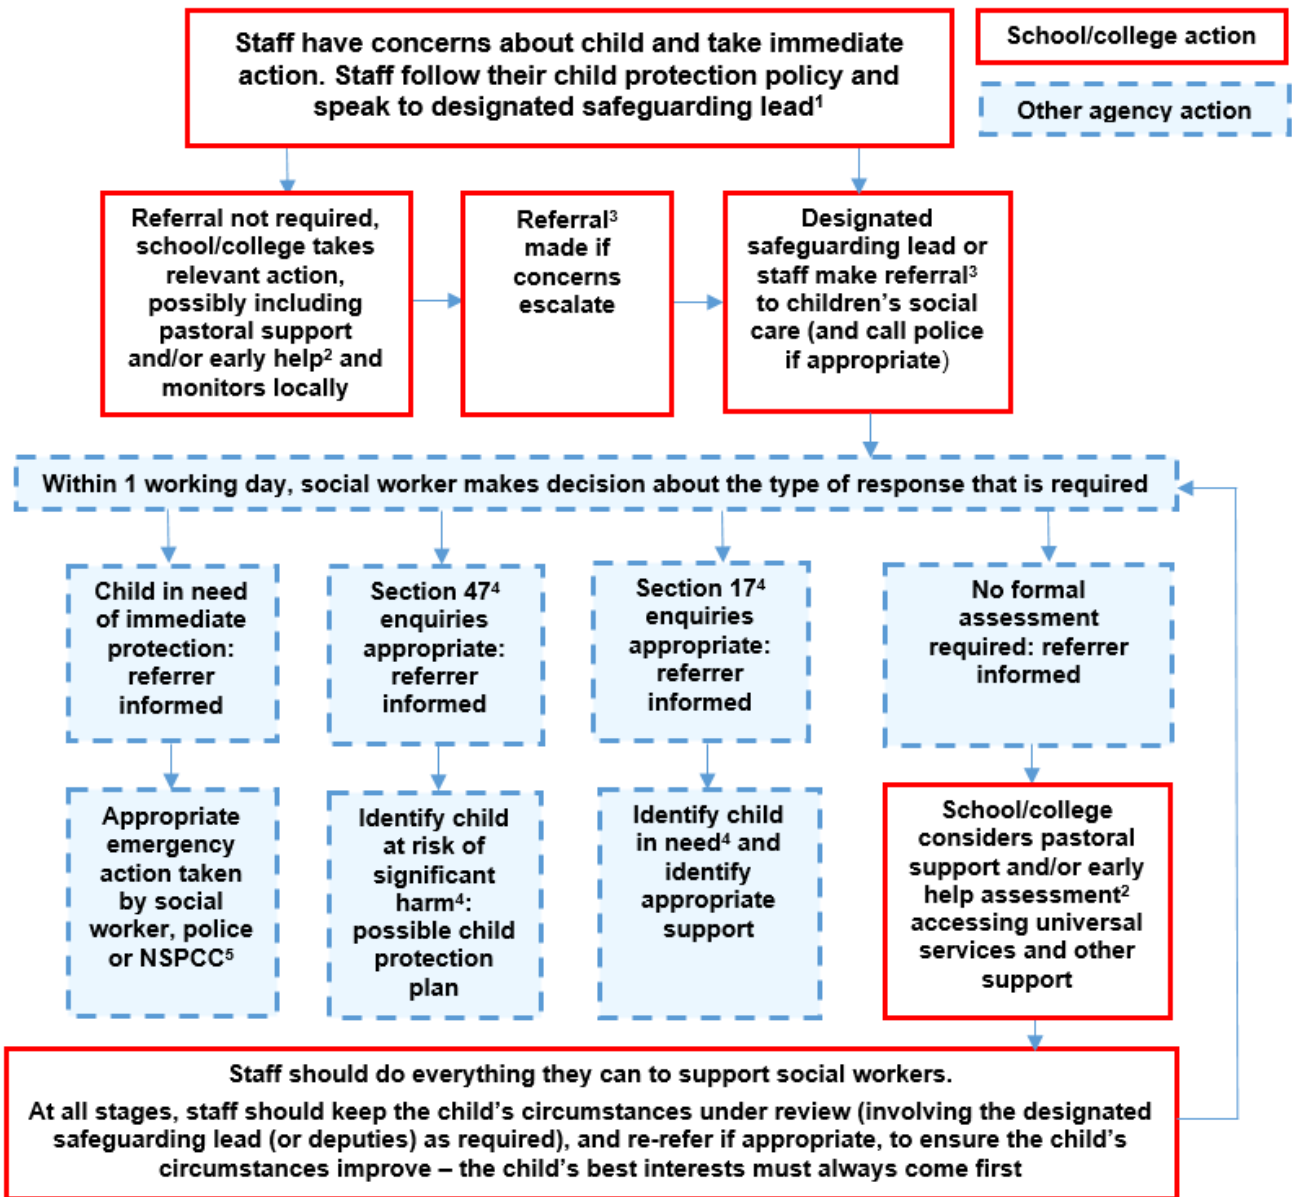 Staff have concerns about child and take immediate
action. Staff follow their child protection policy and
speak to designated safeguarding lead¹
School/college action
Other agency action
Referral not required,
school/college takes
relevant action,
possibly including
pastoral support
and/or early help² and
monitors locally
Referral³
made if
concerns
escalate
Designated
safeguarding lead or
staff make referral³
to children’s social
care (and call police
if appropriate)
Within 1 working day, social worker makes decision about the type of response that is required
Child in need
of immediate
protection:
referrer
informed
Section 47⁴
enquiries
appropriate:
referrer
informed
Section 17⁴
enquiries
appropriate:
referrer
informed
No formal
assessment
required: referrer
informed
Appropriate
emergency
action taken
by social
worker, police
or NSPCC⁵
Identify child
at risk of
significant
harm⁴:
possible child
protection
plan
Identify child
in need⁴ and
identify
appropriate
support
School/college
considers pastoral
support and/or early
help assessment²
accessing universal
services and other
support
Staff should do everything they can to support social workers.
At all stages, staff should keep the child’s circumstances under review (involving the designated
safeguarding lead (or deputies) as required), and re-refer if appropriate, to ensure the child’s
circumstances improve – the child’s best interests must always come first